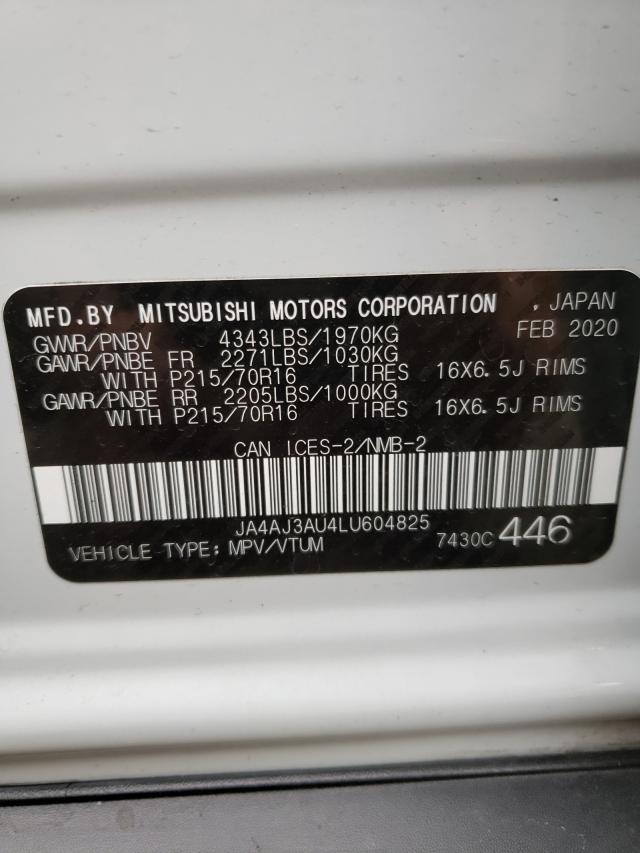 MFD.BY MITSUBISHI MOTORS CORPORATION , JAPAN
GVWR/PNBV 4343LBS/1970KG FEB 2020
GAWR/PNBE FR 2271LBS/1030KG
WITH P215/70R16 TIRES 16X6.5J RIMS
GAWR/PNBE RR 2205LBS/1000KG
WITH P215/70R16 TIRES 16X6.5J RIMS
CAN ICES-2/NMB-2
JA4AJ3AU4LU604825
VEHICLE TYPE: MPV/VTUM 7430C 446